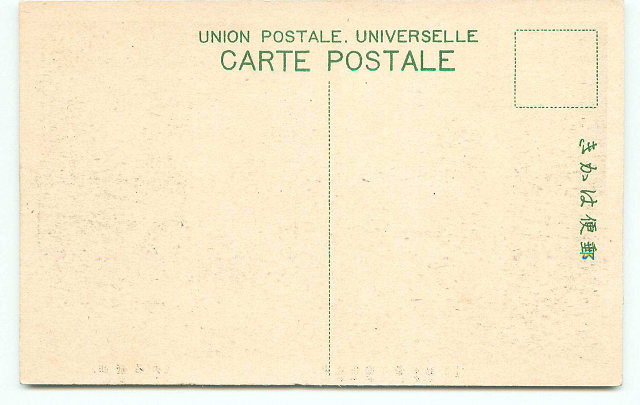 UNION POSTALE. UNIVERSELLE
CARTE POSTALE
きかは便郵